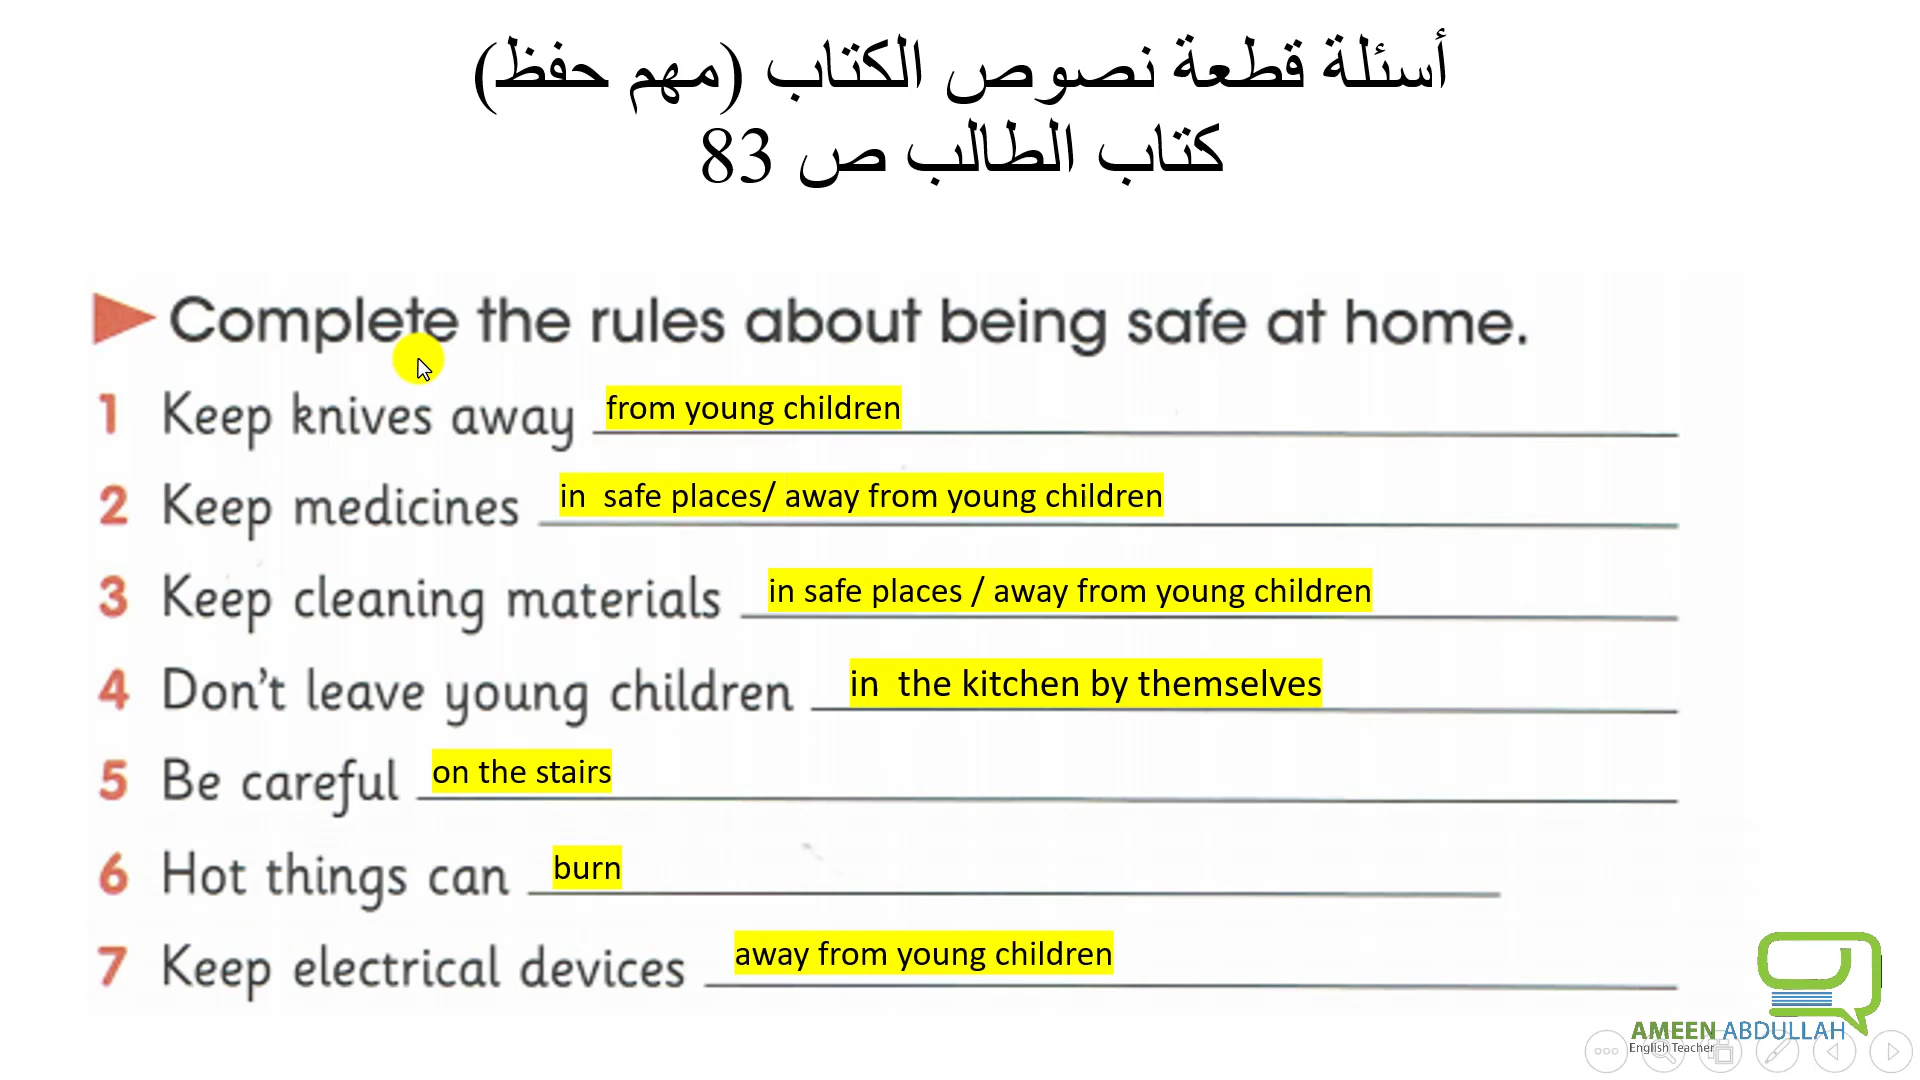 أسئلة قطعة نصوص الكتاب (مهم حفظ)
كتاب الطالب ص 83
Complete the rules about being safe at home.
1 Keep knives away from young children
2 Keep medicines in safe places/ away from young children
3 Keep cleaning materials in safe places / away from young children
4 Don't leave young children in the kitchen by themselves
5 Be careful on the stairs
6 Hot things can burn
7 Keep electrical devices away from young children
AMEEN ABDULLAH
English Teacher